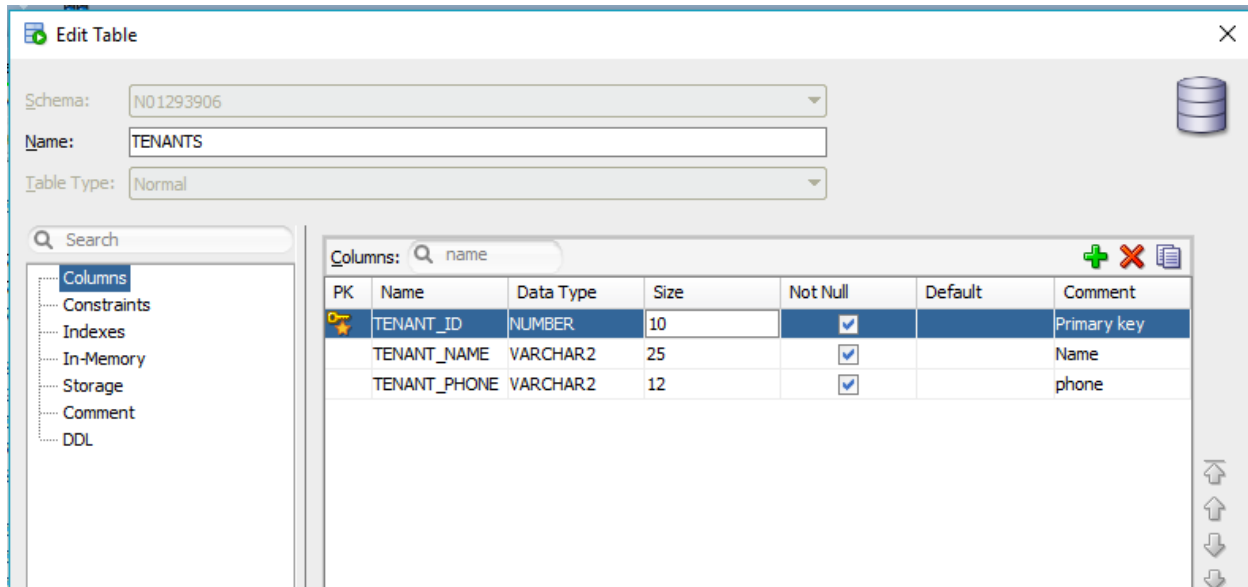 Edit Table
Schema: N01293906
Name: TENANTS
Table Type: Normal
Search
Columns
Constraints
Indexes
In-Memory
Storage
Comment
DDL
Columns: name
PK Name Data Type Size Not Null Default Comment
TENANT_ID NUMBER 10 Primary key
TENANT_NAME VARCHAR2 25 Name
TENANT_PHONE VARCHAR2 12 phone